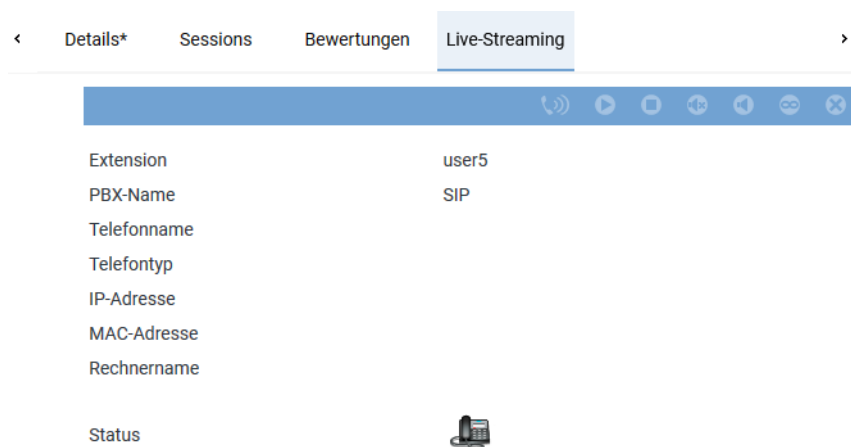 Details* Sessions Bewertungen Live-Streaming
Extension user5
PBX-Name SIP
Telefonname
Telefontyp
IP-Adresse
MAC-Adresse
Rechnername
Status